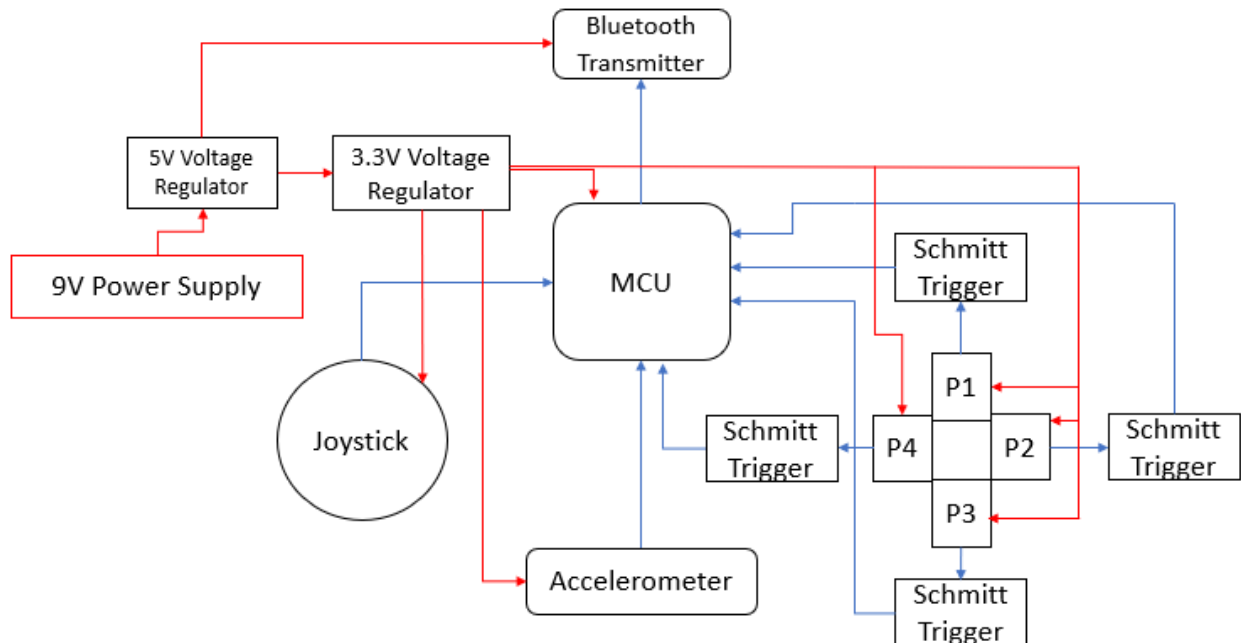 Bluetooth
Transmitter
5V Voltage
Regulator
3.3V Voltage
Regulator
9V Power Supply
MCU
Schmitt
Trigger
P1
Joystick
Schmitt
Trigger
P4
P2
Schmitt
Trigger
P3
Accelerometer
Schmitt
Trigger